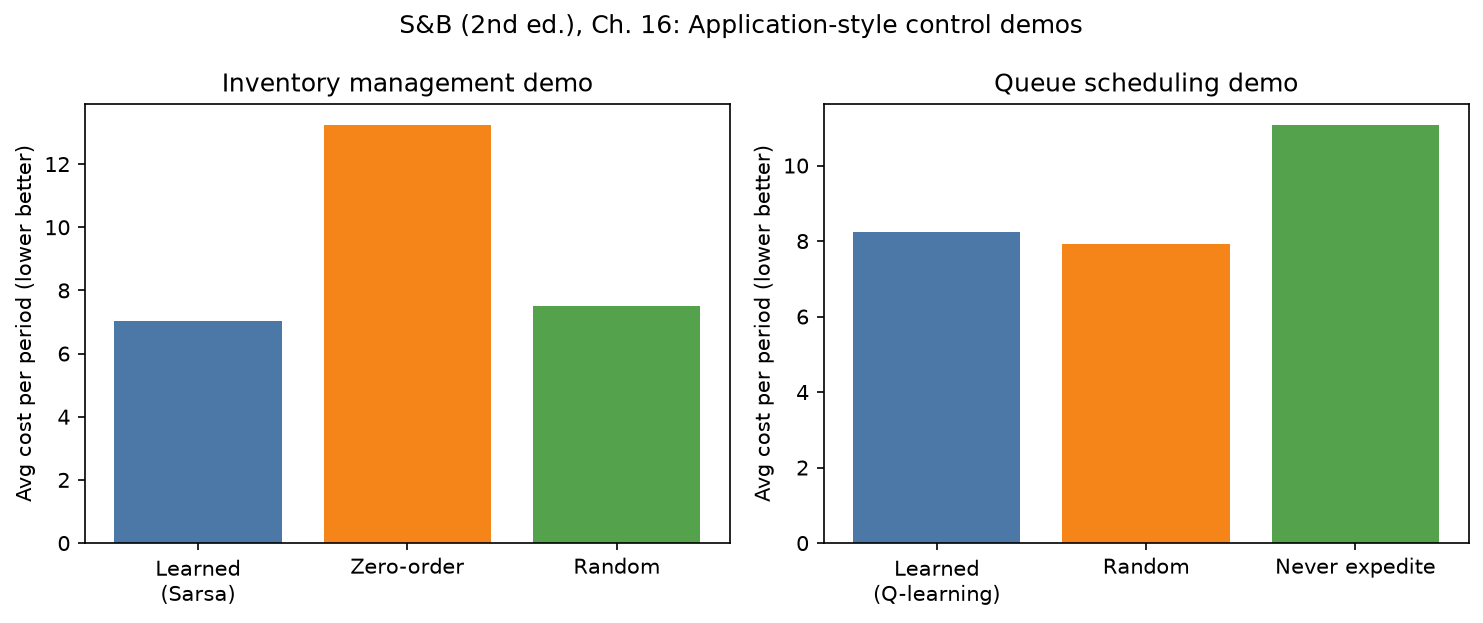 S&B (2nd ed.), Ch. 16: Application-style control demos
Inventory management demo
Avg cost per period (lower better)
12
10
8
6
4
2
0
Learned
(Sarsa)
Zero-order
Random
Queue scheduling demo
Avg cost per period (lower better)
10
8
6
4
2
0
Learned
(Q-learning)
Random
Never expedite